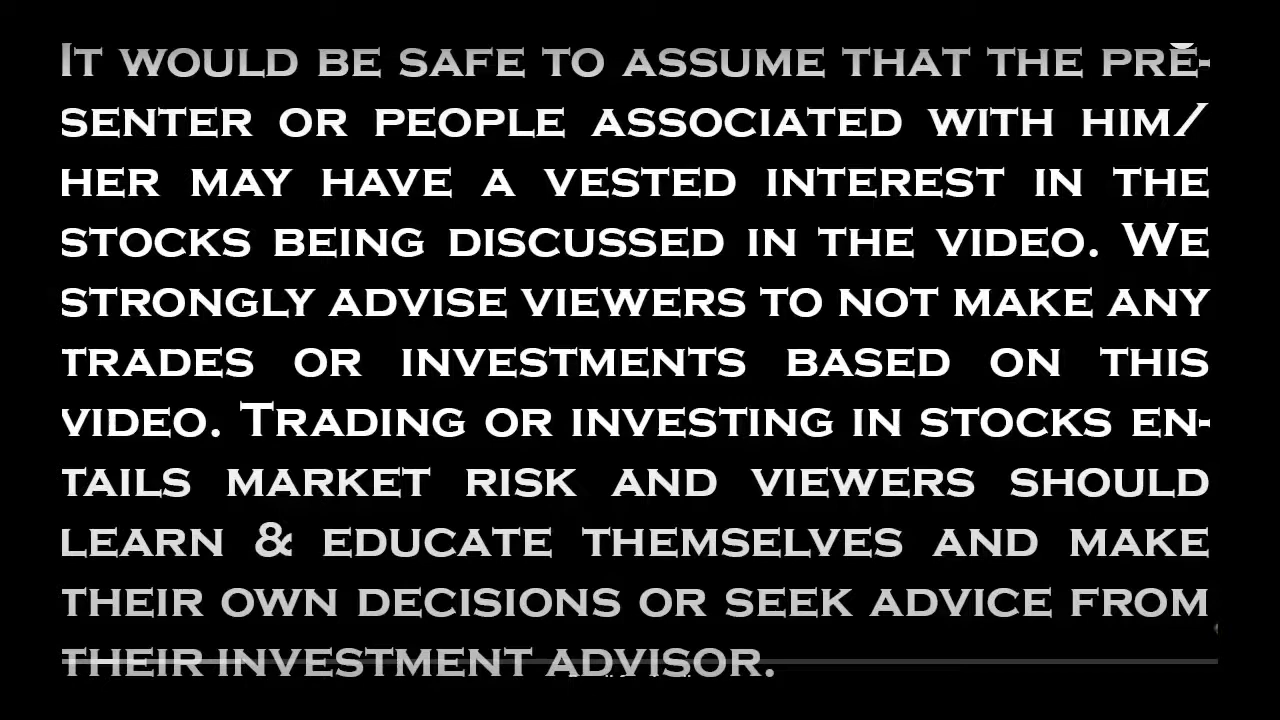 It would be safe to assume that the pre-
senter or people associated with him/
her may have a vested interest in the
stocks being discussed in the video. We
strongly advise viewers to not make any
trades or investments based on this
video. Trading or investing in stocks en-
tails market risk and viewers should
learn & educate themselves and make
their own decisions or seek advice from
their investment advisor.